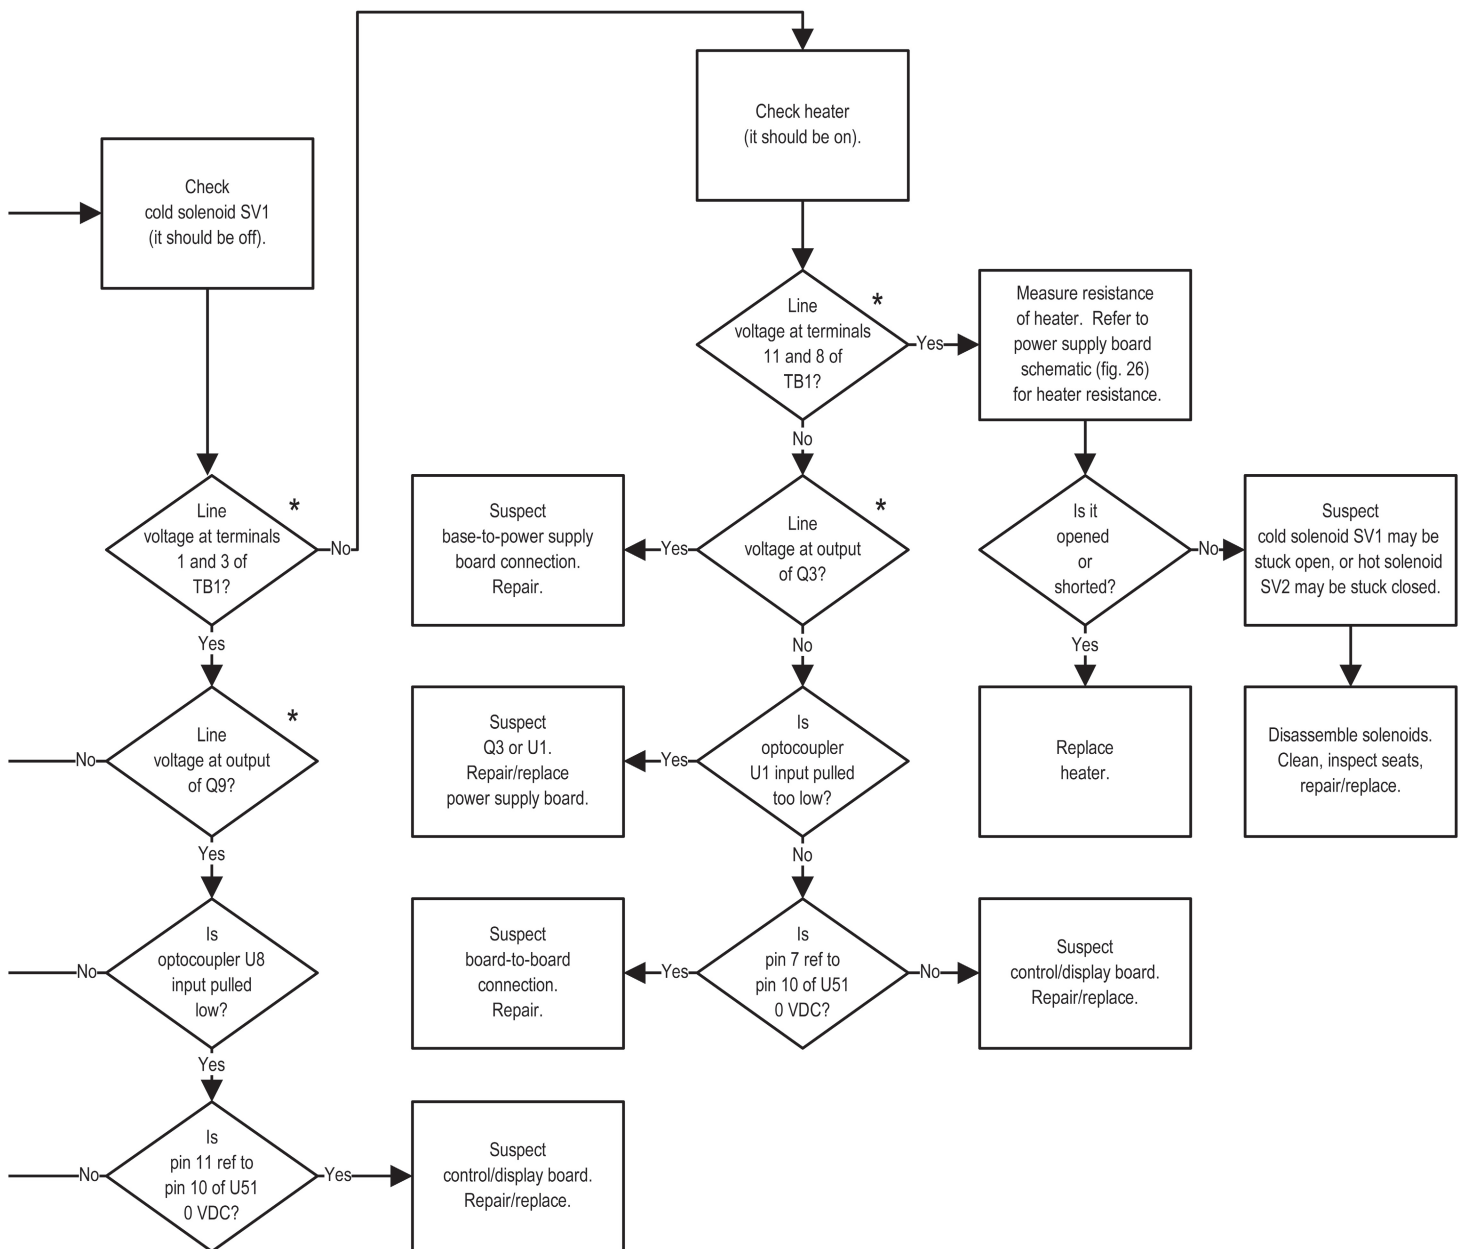 Check heater
(it should be on).
Check
cold solenoid SV1
(it should be off).
Line
voltage at terminals
11 and 8 of
TB1?
*
Yes
No
Measure resistance
of heater. Refer to
power supply board
schematic (fig. 26)
for heater resistance.
Line
voltage at terminals
1 and 3 of
TB1?
*
No
Yes
Suspect
base-to-power supply
board connection.
Repair.
Yes
Line
voltage at output
of Q3?
*
No
Is it
opened
or
shorted?
No
Yes
Suspect
cold solenoid SV1 may be
stuck open, or hot solenoid
SV2 may be stuck closed.
No
Line
voltage at output
of Q9?
*
Yes
Suspect
Q3 or U1.
Repair/replace
power supply board.
Yes
Is
optocoupler
U1 input pulled
too low?
No
Replace
heater.
Disassemble solenoids.
Clean, inspect seats,
repair/replace.
No
Is
optocoupler U8
input pulled
low?
Yes
Suspect
board-to-board
connection.
Repair.
Yes
Is
pin 7 ref to
pin 10 of U51
0 VDC?
No
Suspect
control/display board.
Repair/replace.
No
Is
pin 11 ref to
pin 10 of U51
0 VDC?
Yes
Suspect
control/display board.
Repair/replace.